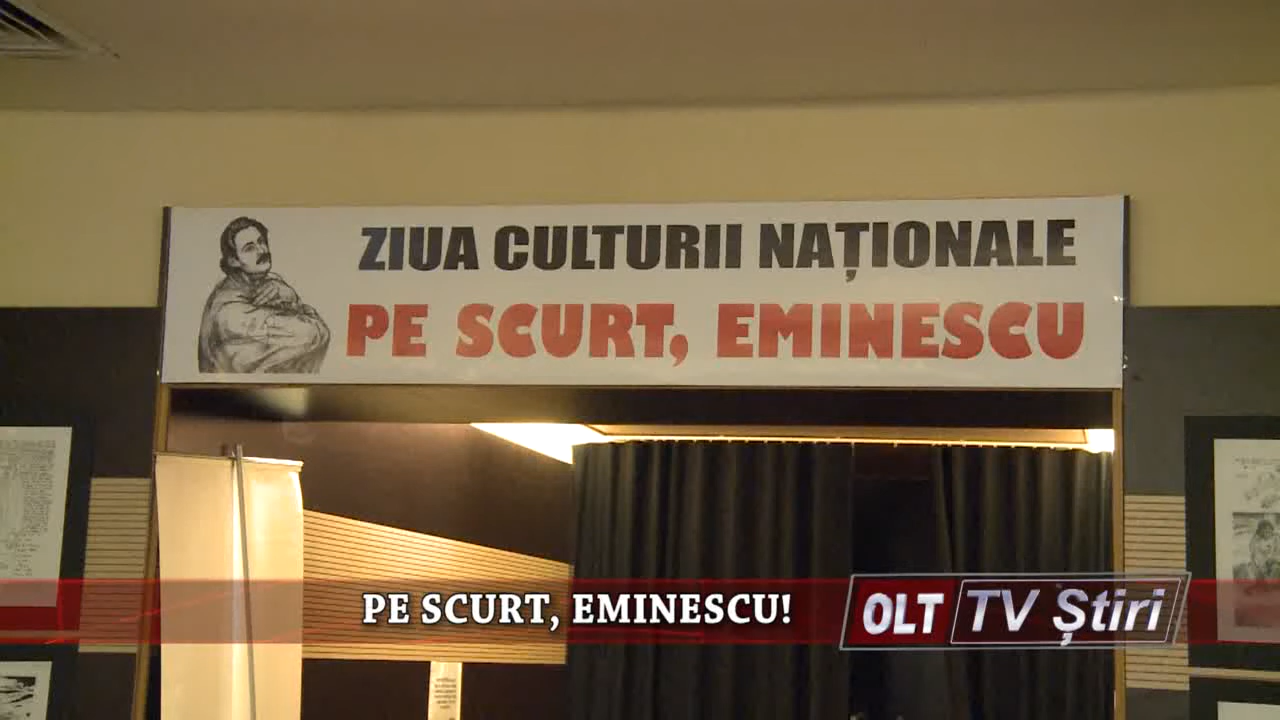 ZIUA CULTURII NAȚIONALE
PE SCURT, EMINESCU
PE SCURT, EMINESCU!
OLT TV Știri